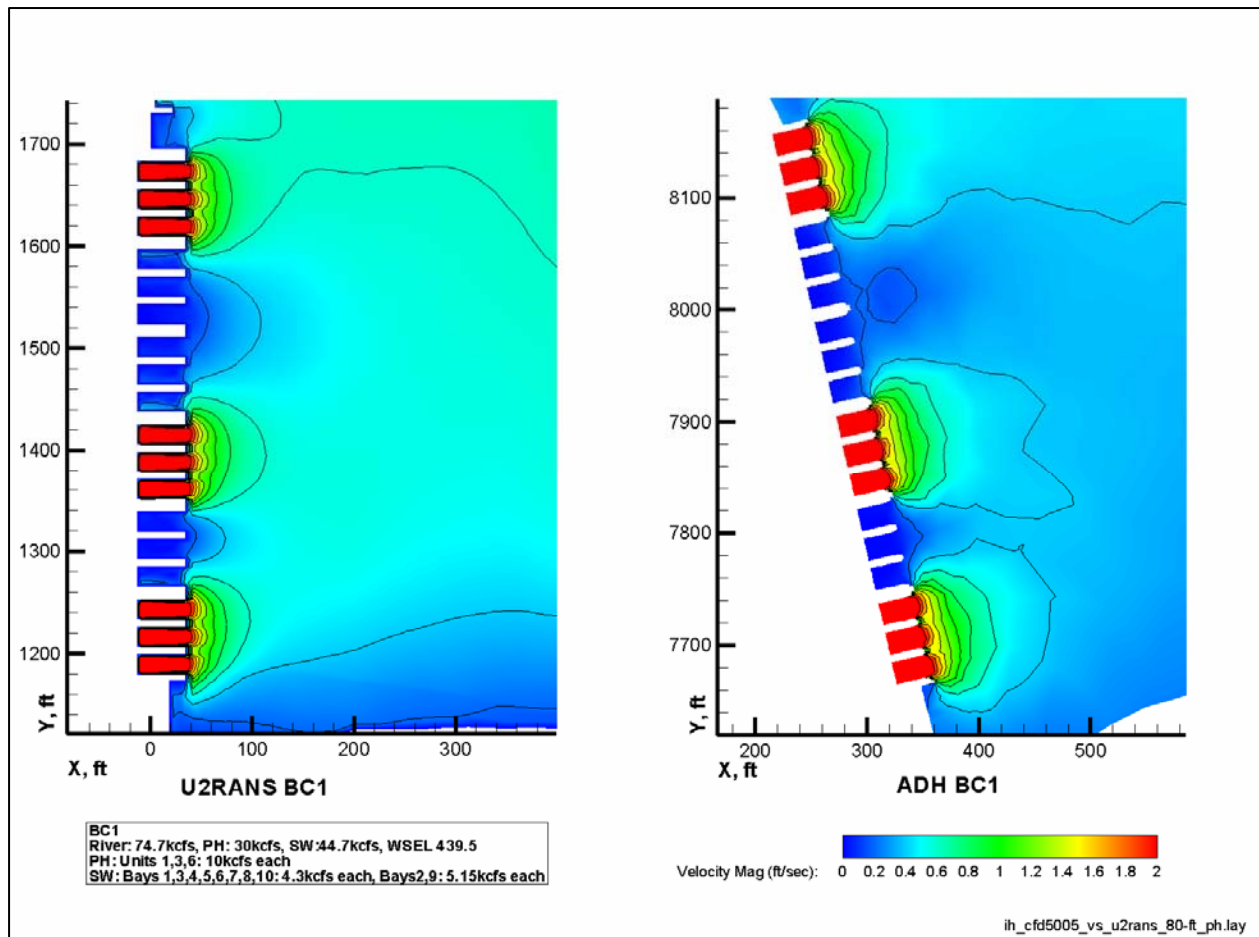 1700
1600
1500
1400
1300
1200
Y, ft
0
100
200
300
X, ft
U2RANS BC1
8100
8000
7900
7800
7700
Y, ft
200
300
400
500
X, ft
ADH BC1
BC1
River: 74.7kcfs, PH: 30kcfs, SW:44.7kcfs, WSEL 439.5
PH: Units 1,3,6: 10kcfs each
SW: Bays 1,3,4,5,6,7,8,10: 4.3kcfs each, Bays2,9: 5.15kcfs each
Velocity Mag (ft/sec): 0 0.2 0.4 0.6 0.8 1 1.2 1.4 1.6 1.8 2
ih_cfd5005_vs_u2rans_80-ft_ph.lay